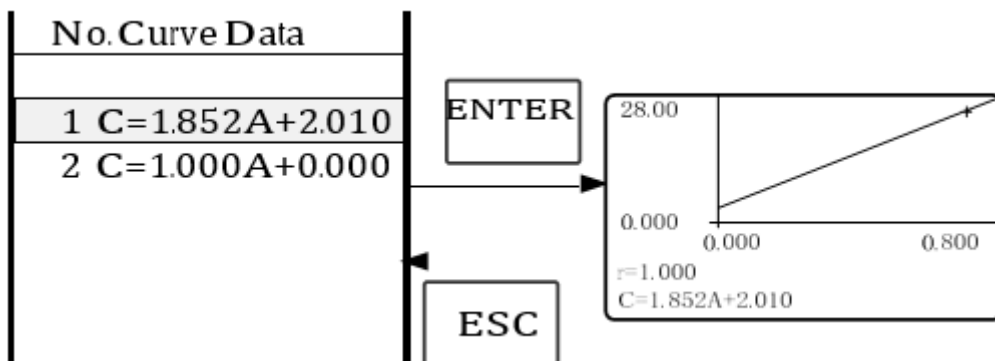 No. Curve Data
1 C=1.852A+2.010
2 C=1.000A+0.000
ENTER
ESC
28.00
0.000
0.000 0.800
r=1.000
C=1.852A+2.010